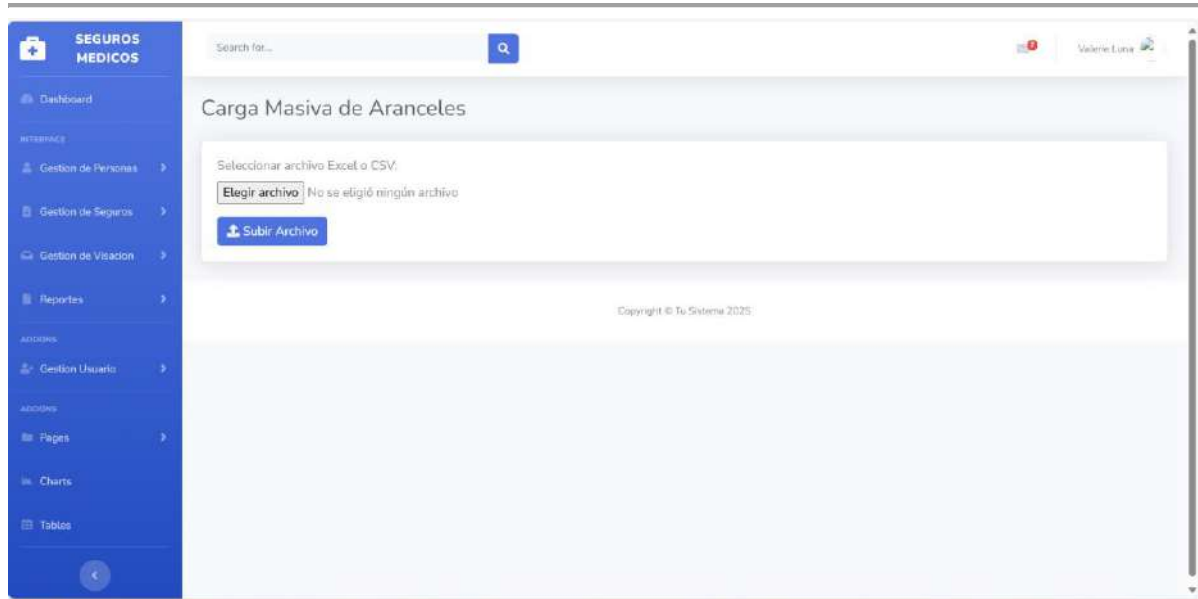 SEGUROS
MEDICOS
Search for...
Valerie Luna
Dashboard
Carga Masiva de Aranceles
INTERFACE
Gestion de Personas
Seleccionar archivo Excel o CSV:
Elegir archivo No se eligió ningún archivo
Gestion de Seguros
Subir Archivo
Gestion de Visacion
Reportes
Copyright © Tu Sistema 2025
ADDONS
Gestion Usuario
ADDONS
Pages
Charts
Tables